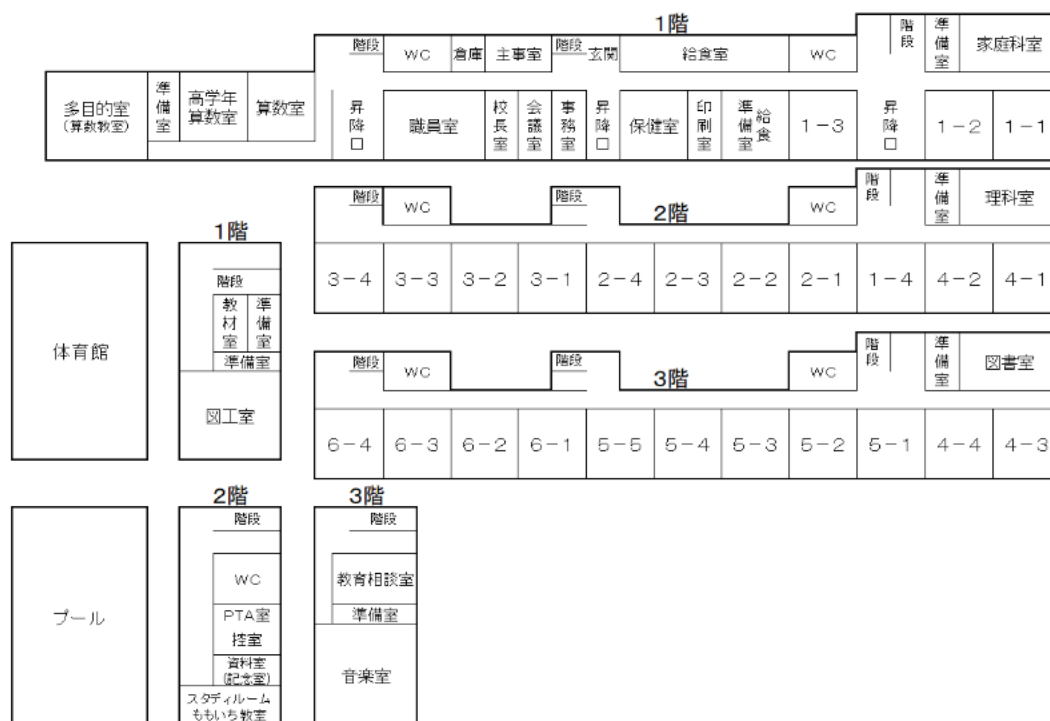 1階
階段
WC
倉庫
主事室
階段
玄関
給食室
WC
階段
準備室
家庭科室
多目的室
(算数教室)
準備室
高学年
算数室
算数室
昇降口
職員室
校長室
会議室
事務室
昇降口
保健室
印刷室
給食
準備室
1-3
昇降口
1-2
1-1
2階
階段
WC
階段
WC
階段
準備室
理科室
3-4
3-3
3-2
3-1
2-4
2-3
2-2
2-1
1-4
4-2
4-1
3階
階段
WC
階段
WC
階段
準備室
図書室
6-4
6-3
6-2
6-1
5-5
5-4
5-3
5-2
5-1
4-4
4-3
体育館
1階
階段
教材室
準備室
準備室
図工室
プール
2階
階段
WC
PTA室
控室
資料室
(記念室)
スタディルーム
ももいち教室
3階
階段
教育相談室
準備室
音楽室